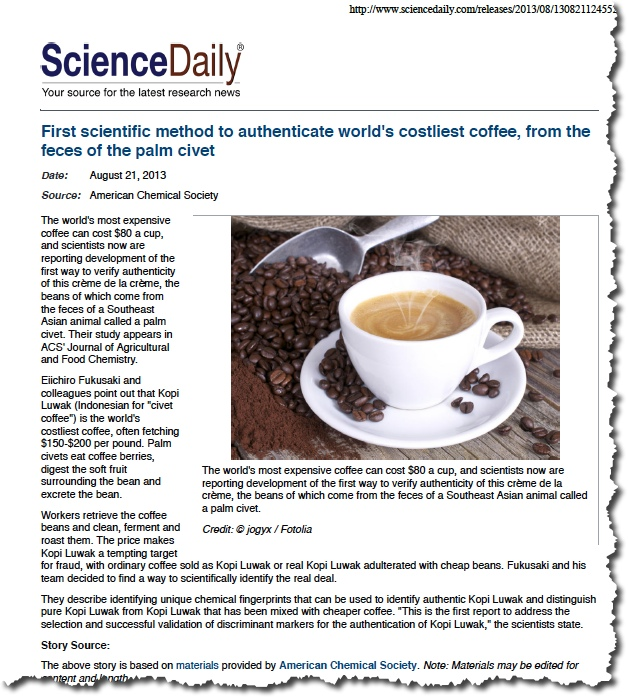 http://www.sciencedaily.com/releases/2013/08/13082112455
ScienceDaily®
Your source for the latest research news
First scientific method to authenticate world's costliest coffee, from the
feces of the palm civet
Date: August 21, 2013
Source: American Chemical Society
The world's most expensive
coffee can cost $80 a cup,
and scientists now are
reporting development of the
first way to verify authenticity
of this crème de la crème, the
beans of which come from
the feces of a Southeast
Asian animal called a palm
civet. Their study appears in
ACS' Journal of Agricultural
and Food Chemistry.
Eiichiro Fukusaki and
colleagues point out that Kopi
Luwak (Indonesian for "civet
coffee") is the world's
costliest coffee, often fetching
$150-$200 per pound. Palm
civets eat coffee berries,
digest the soft fruit
surrounding the bean and
excrete the bean.
Workers retrieve the coffee
beans and clean, ferment and
roast them. The price makes
Kopi Luwak a tempting target
for fraud, with ordinary coffee sold as Kopi Luwak or real Kopi Luwak adulterated with cheap beans. Fukusaki and his
team decided to find a way to scientifically identify the real deal.
The world's most expensive coffee can cost $80 a cup, and scientists now are
reporting development of the first way to verify authenticity of this crème de la
crème, the beans of which come from the feces of a Southeast Asian animal called
a palm civet.
Credit: © jogyx / Fotolia
They describe identifying unique chemical fingerprints that can be used to identify authentic Kopi Luwak and distinguish
pure Kopi Luwak from Kopi Luwak that has been mixed with cheaper coffee. "This is the first report to address the
selection and successful validation of discriminant markers for the authentication of Kopi Luwak," the scientists state.
Story Source:
The above story is based on materials provided by American Chemical Society. Note: Materials may be edited for
content and length.